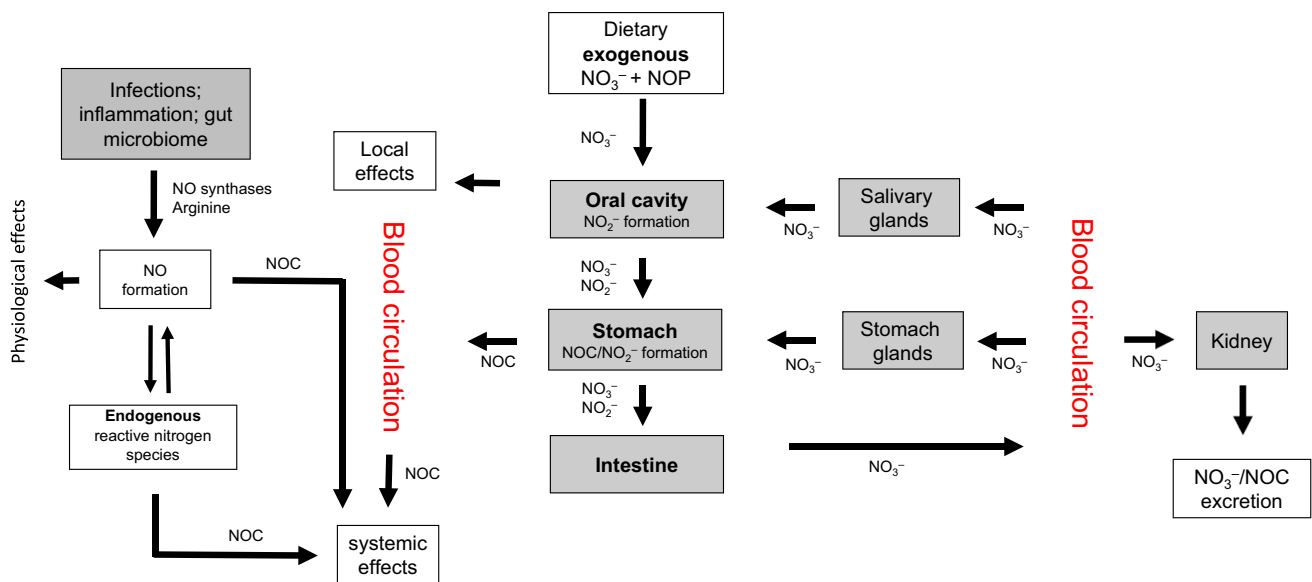 Dietary
exogenous
NO₃⁻ + NOP
Infections;
inflammation; gut
microbiome
NO₃⁻
Local
effects
NO synthases
Arginine
Oral cavity
NO₂⁻ formation
Salivary
glands
NO₃⁻
NO₃⁻
Physiological effects
NO
formation
NOC
Blood circulation
NO₃⁻
NO₂⁻
Blood circulation
Stomach
NOC/NO₂⁻ formation
Stomach
glands
Kidney
NOC
NO₃⁻
NO₃⁻
NO₃⁻
Endogenous
reactive nitrogen
species
NO₃⁻
NO₂⁻
Intestine
NO₃⁻
NOC
NO₃⁻/NOC
excretion
NOC
systemic
effects